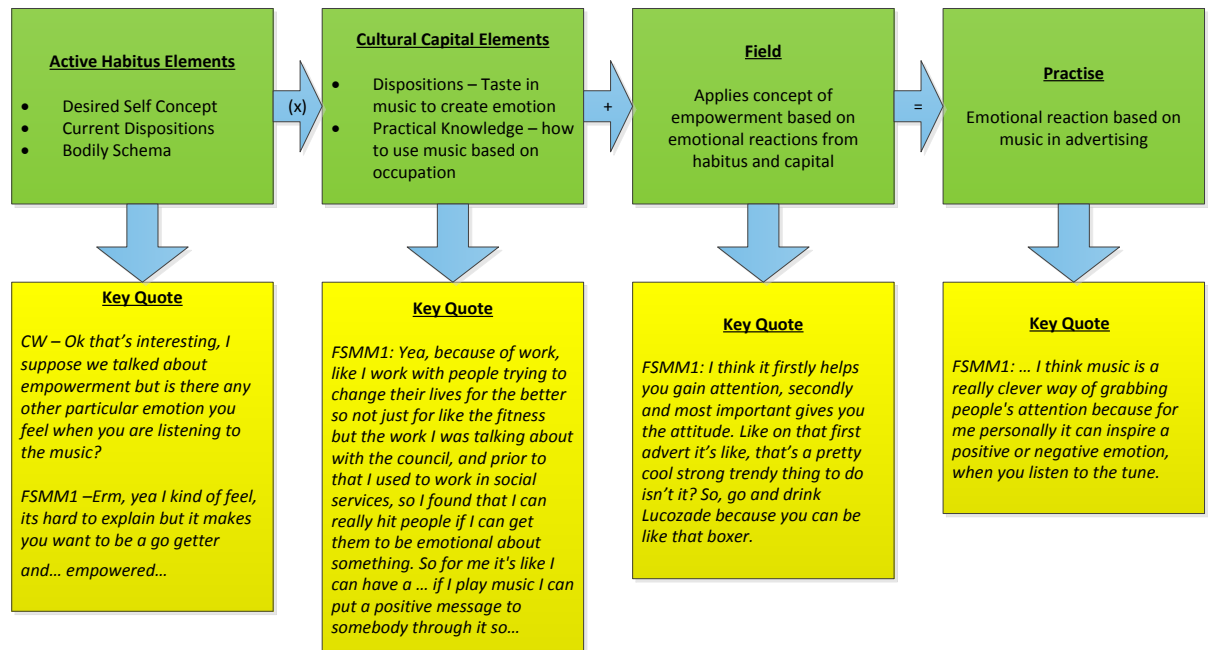 Active Habitus Elements
• Desired Self Concept
• Current Dispositions
• Bodily Schema
(x)
Cultural Capital Elements
• Dispositions – Taste in
music to create emotion
• Practical Knowledge – how
to use music based on
occupation
+
Field
Applies concept of
empowerment based on
emotional reactions from
habitus and capital
=
Practise
Emotional reaction based on
music in advertising
Key Quote
CW – Ok that's interesting, I
suppose we talked about
empowerment but is there any
other particular emotion you
feel when you are listening to
the music?
FSMM1 –Erm, yea I kind of feel,
its hard to explain but it makes
you want to be a go getter
and… empowered…
Key Quote
FSMM1: Yea, because of work,
like I work with people trying to
change their lives for the better
so not just for like the fitness
but the work I was talking about
with the council, and prior to
that I used to work in social
services, so I found that I can
really hit people if I can get
them to be emotional about
something. So for me it's like I
can have a … if I play music I can
put a positive message to
somebody through it so…
Key Quote
FSMM1: I think it firstly helps
you gain attention, secondly
and most important gives you
the attitude. Like on that first
advert it's like, that's a pretty
cool strong trendy thing to do
isn't it? So, go and drink
Lucozade because you can be
like that boxer.
Key Quote
FSMM1: … I think music is a
really clever way of grabbing
people's attention because for
me personally it can inspire a
positive or negative emotion,
when you listen to the tune.